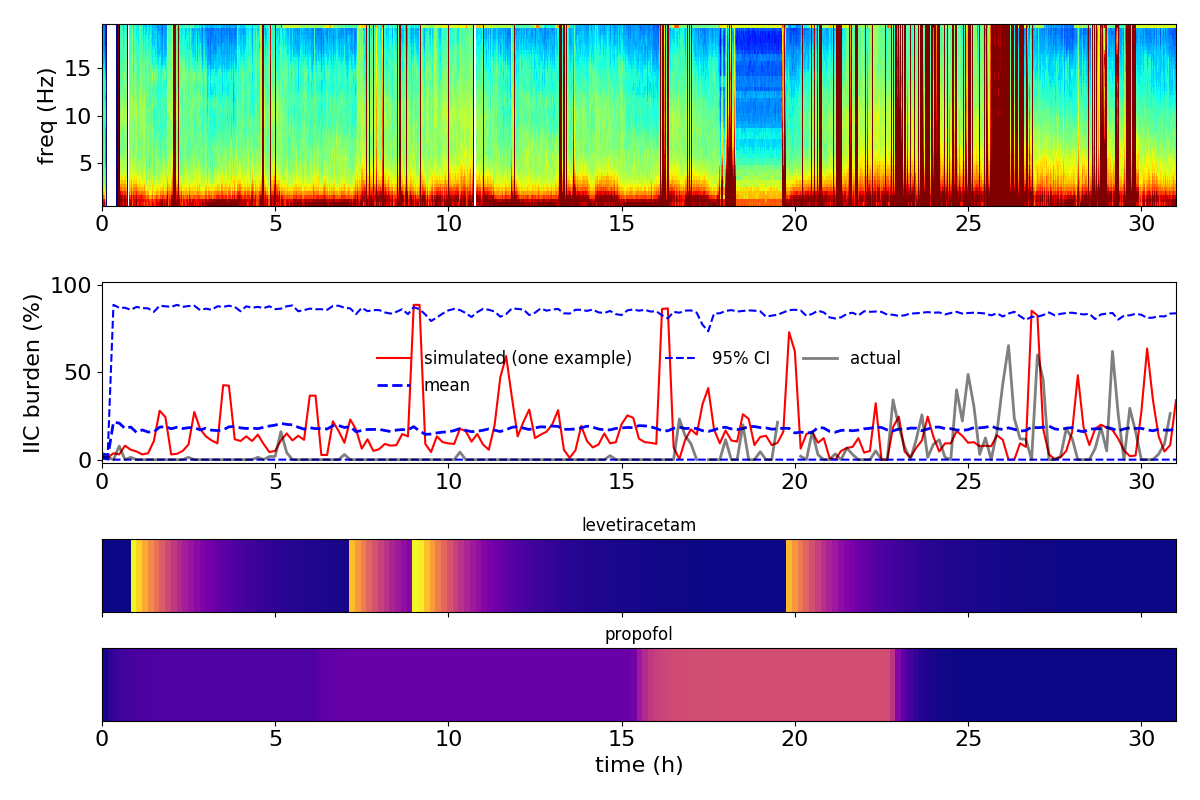 freq (Hz)
15
10
5
0 5 10 15 20 25 30
IIC burden (%)
100
50
0
simulated (one example) 95% CI actual
mean
0 5 10 15 20 25 30
levetiracetam
propofol
0 5 10 15 20 25 30
time (h)